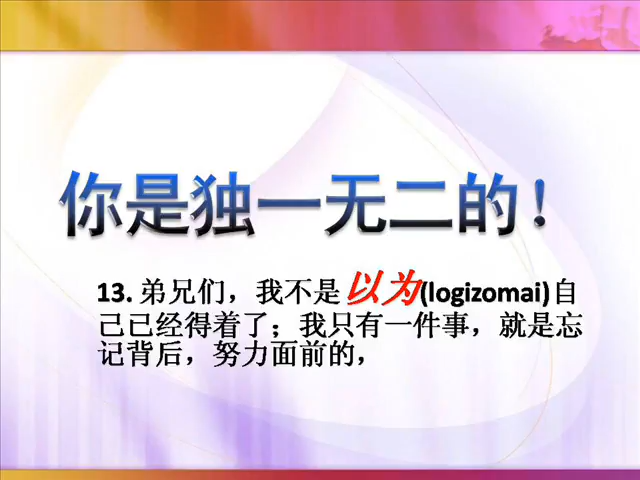 你是独一无二的！
13. 弟兄们，我不是以为(logizomai)自
己已经得着了；我只有一件事，就是忘
记背后，努力面前的，